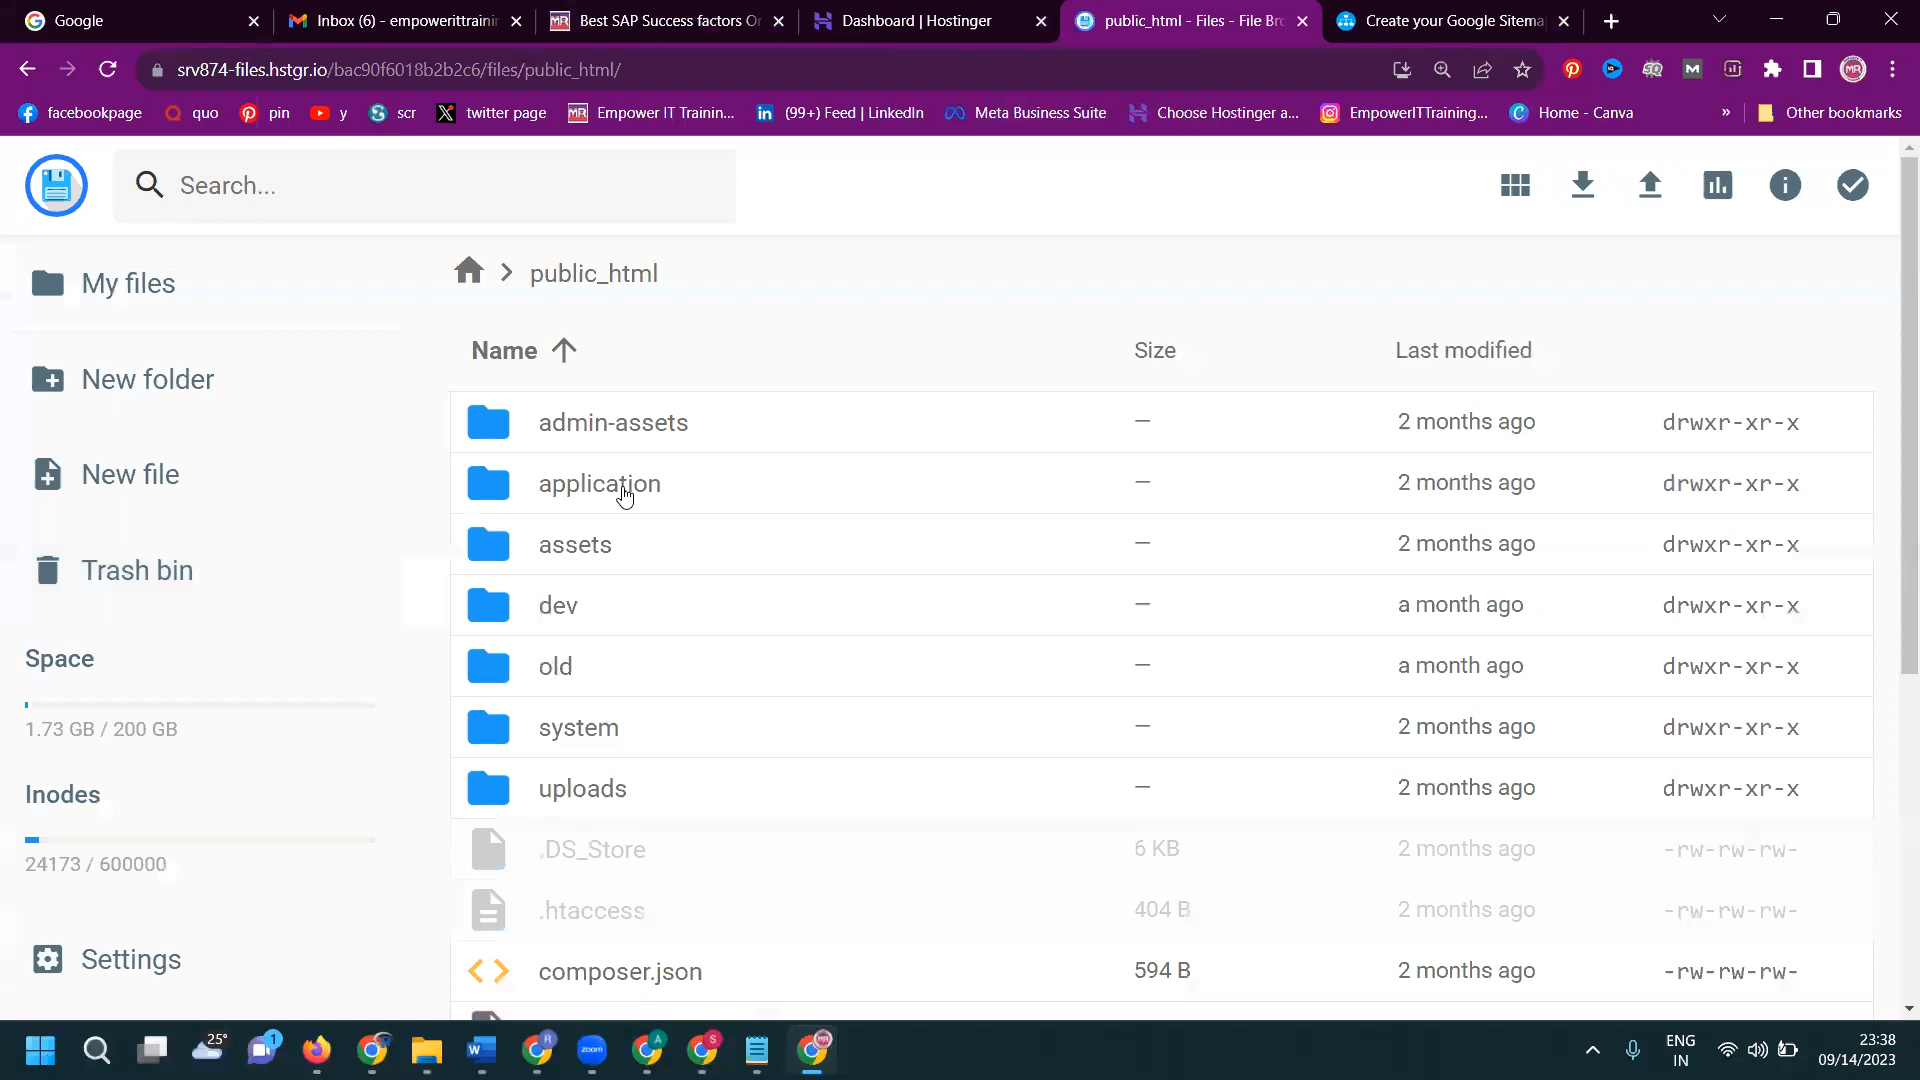 Google
Inbox (6) - empowerittrainin
Best SAP Success factors On
Dashboard | Hostinger
public_html - Files - File Bro
Create your Google Sitema
srv874-files.hstgr.io/bac90f6018b2b2c6/files/public_html/
facebookpage
quo
pin
y
scr
twitter page
Empower IT Trainin...
(99+) Feed | LinkedIn
Meta Business Suite
Choose Hostinger a...
EmpowerITTraining...
Home - Canva
»
Other bookmarks
Search...
My files
New folder
New file
Trash bin
Space
1.73 GB / 200 GB
Inodes
24173 / 600000
Settings
public_html
Name Size Last modified
admin-assets — 2 months ago drwxr-xr-x
application — 2 months ago drwxr-xr-x
assets — 2 months ago drwxr-xr-x
dev — a month ago drwxr-xr-x
old — a month ago drwxr-xr-x
system — 2 months ago drwxr-xr-x
uploads — 2 months ago drwxr-xr-x
.DS_Store 6 KB 2 months ago -rw-rw-rw-
.htaccess 404 B 2 months ago -rw-rw-rw-
composer.json 594 B 2 months ago -rw-rw-rw-
25°
1
zoom
ENG
IN
23:38
09/14/2023